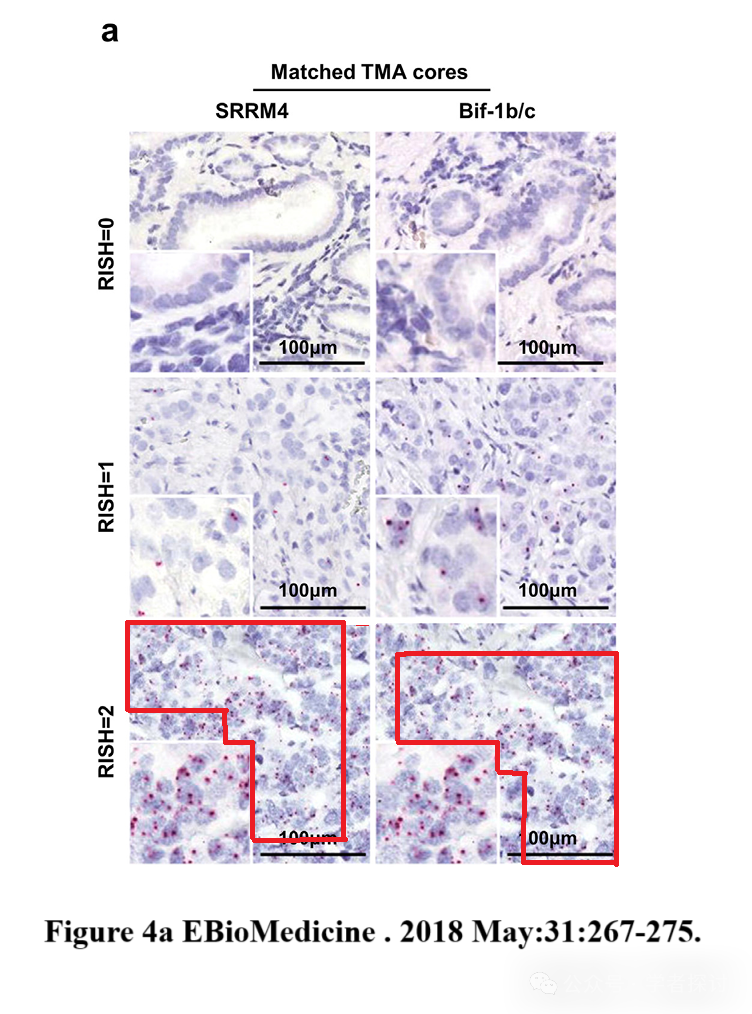 a
Matched TMA cores
SRRM4 Bif-1b/c
RISH=0
100µm 100µm
RISH=1
100µm 100µm
RISH=2
100µm 00µm
Figure 4a EBioMedicine . 2018 May:31:267-275.